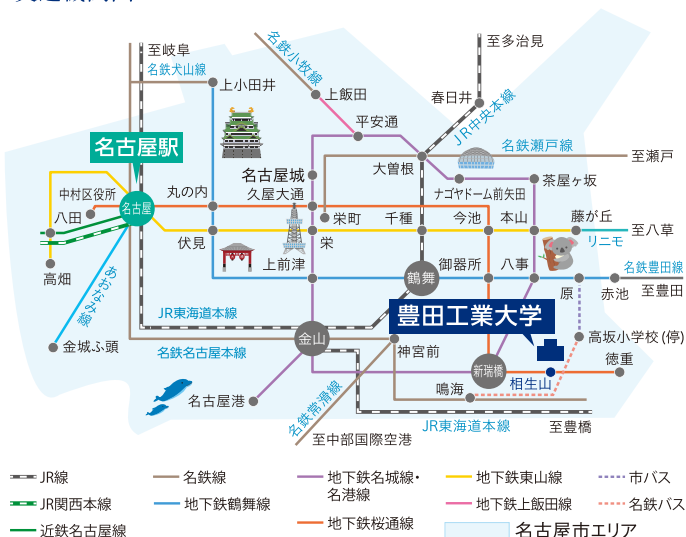 至岐阜
名鉄犬山線
上小田井
名鉄小牧線
上飯田
平安通
至多治見
春日井
JR中央本線
名鉄瀬戸線
至瀬戸
大曽根
名古屋駅
名古屋城
ナゴヤドーム前矢田
茶屋ヶ坂
中村区役所
丸の内
久屋大通
名古屋
八田
栄町
千種
今池
本山
藤が丘
至八草
リニモ
伏見
栄
高畑
あおなみ線
上前津
鶴舞
御器所
八事
名鉄豊田線
原
赤池
至豊田
JR東海道本線
豊田工業大学
金山
金城ふ頭
名鉄名古屋本線
神宮前
高坂小学校(停)
新瑞橋
徳重
相生山
名古屋港
名鉄常滑線
鳴海
JR東海道本線
至豊橋
至中部国際空港
JR線
名鉄線
地下鉄名城線・
名港線
地下鉄東山線
市バス
JR関西本線
地下鉄鶴舞線
地下鉄上飯田線
名鉄バス
近鉄名古屋線
地下鉄桜通線
名古屋市エリア